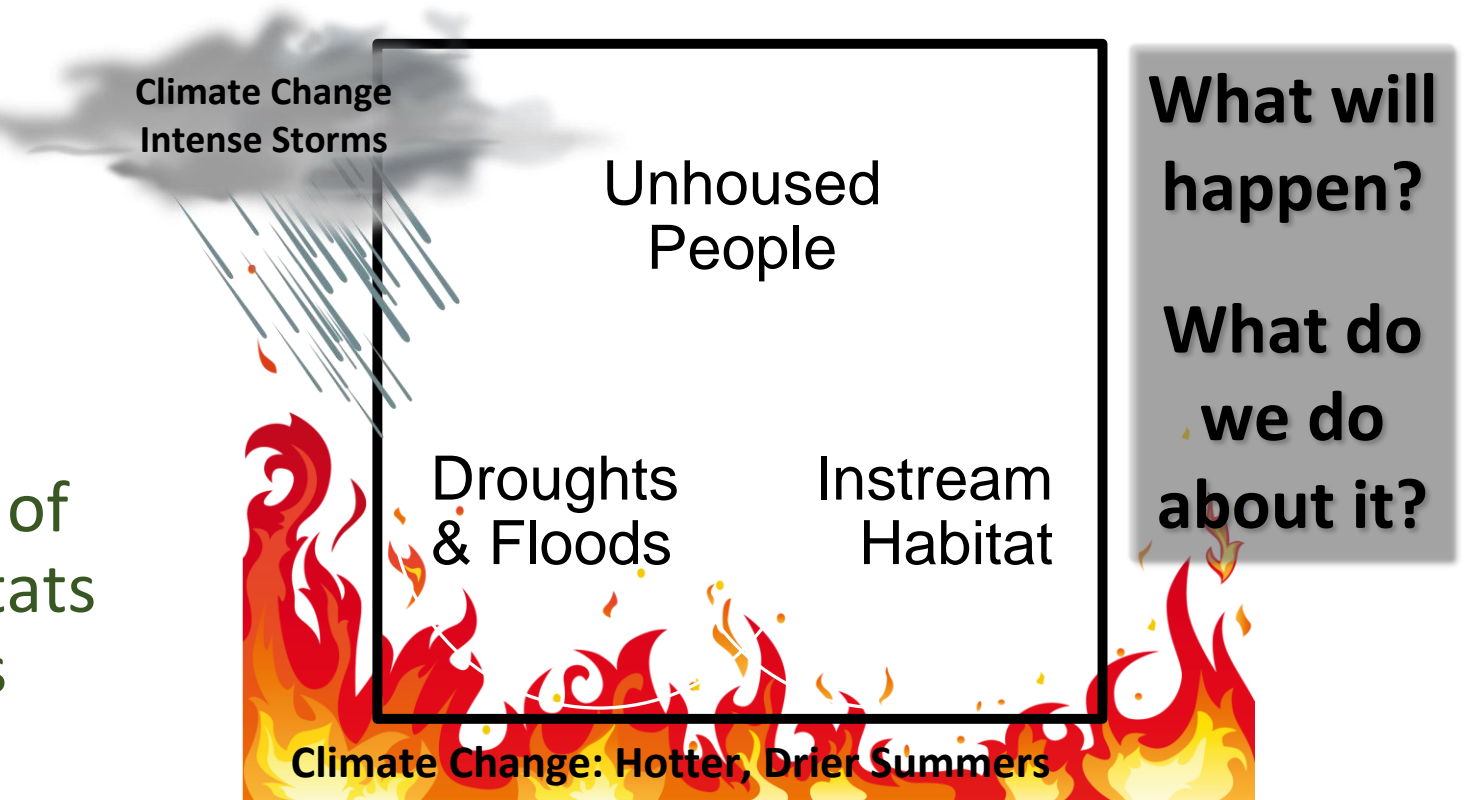 Climate Change
Intense Storms
Unhoused
People
What will
happen?
What do
we do
about it?
Droughts
& Floods
Instream
Habitat
of
tats
s
Climate Change: Hotter, Drier Summers